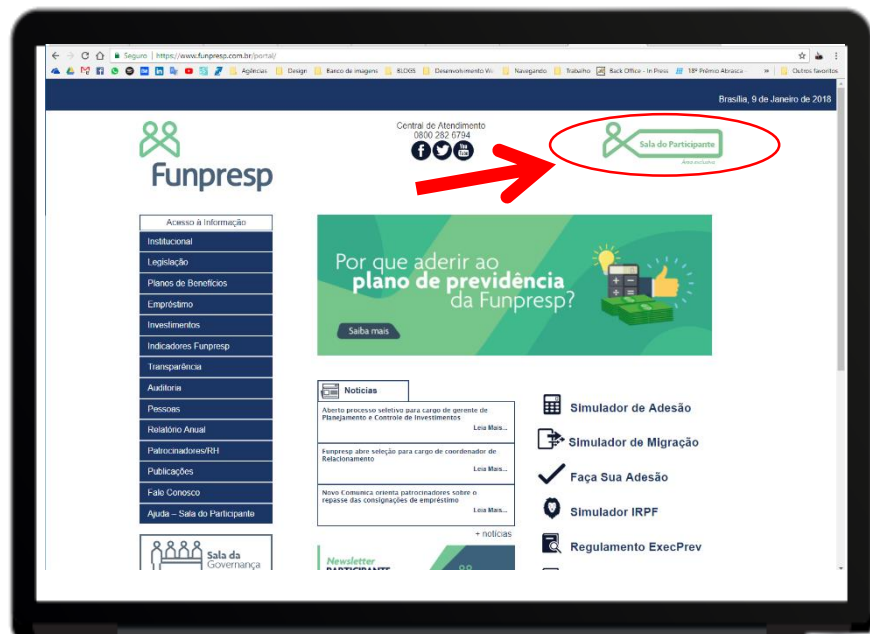 Seguro | https://www.funpresp.com.br/portal/
Agências Design Banco de imagens BLOGS Navegando Trabalho Back Office - In Press 18º Prêmio Abrasca Outros favoritos
Brasília, 9 de Janeiro de 2018
Central de Atendimento
0800 282 6794
You
Tube
Sala do Participante
Funpresp
Acesso à Informação
Institucional
Legislação
Planos de Benefícios
Empréstimo
Investimentos
Indicadores Funpresp
Transparência
Auditoria
Pessoas
Relatório Anual
Patrocinadores/RH
Publicações
Fale Conosco
Ajuda – Sala do Participante
Sala da
Governança
Por que aderir ao
plano de previdência
da Funpresp?
Saiba mais
Notícias
Aberto processo seletivo para cargo de gerente de
Planejamento e Controle de Investimentos
Leia Mais...
Funpresp abre seleção para cargo de coordenador de
Relacionamento
Leia Mais...
Novo Comunica orienta patrocinadores sobre o
repasse das consignações de empréstimo
Leia Mais...
+ notícias
Newsletter
PARTICIPANTE
Simulador de Adesão
Simulador de Migração
Faça Sua Adesão
Simulador IRPF
Regulamento ExecPrev